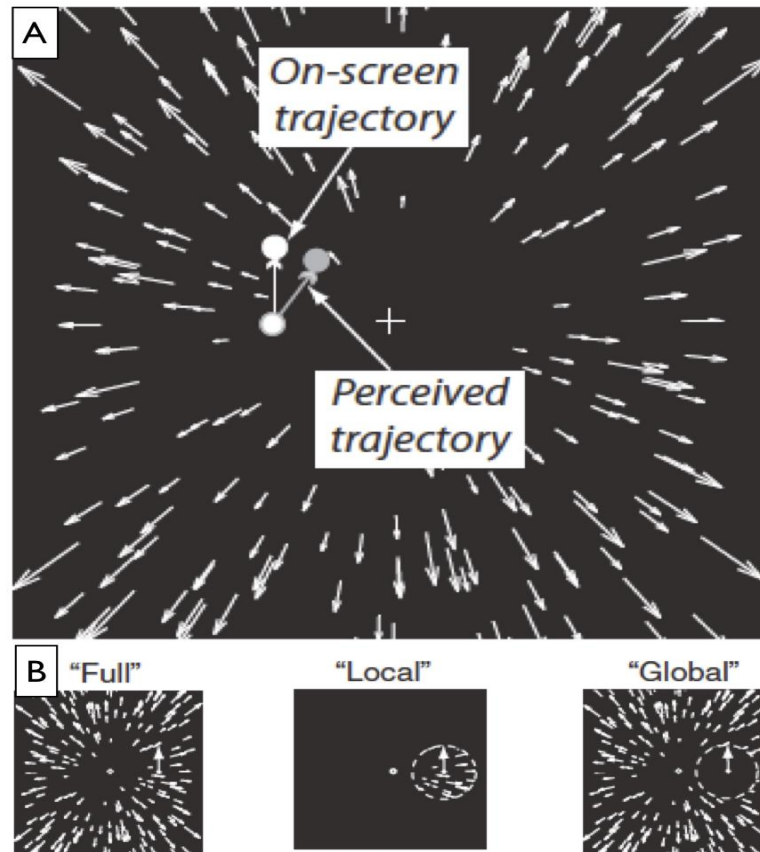 A
On-screen
trajectory
Perceived
trajectory
B
“Full”
“Local”
“Global”